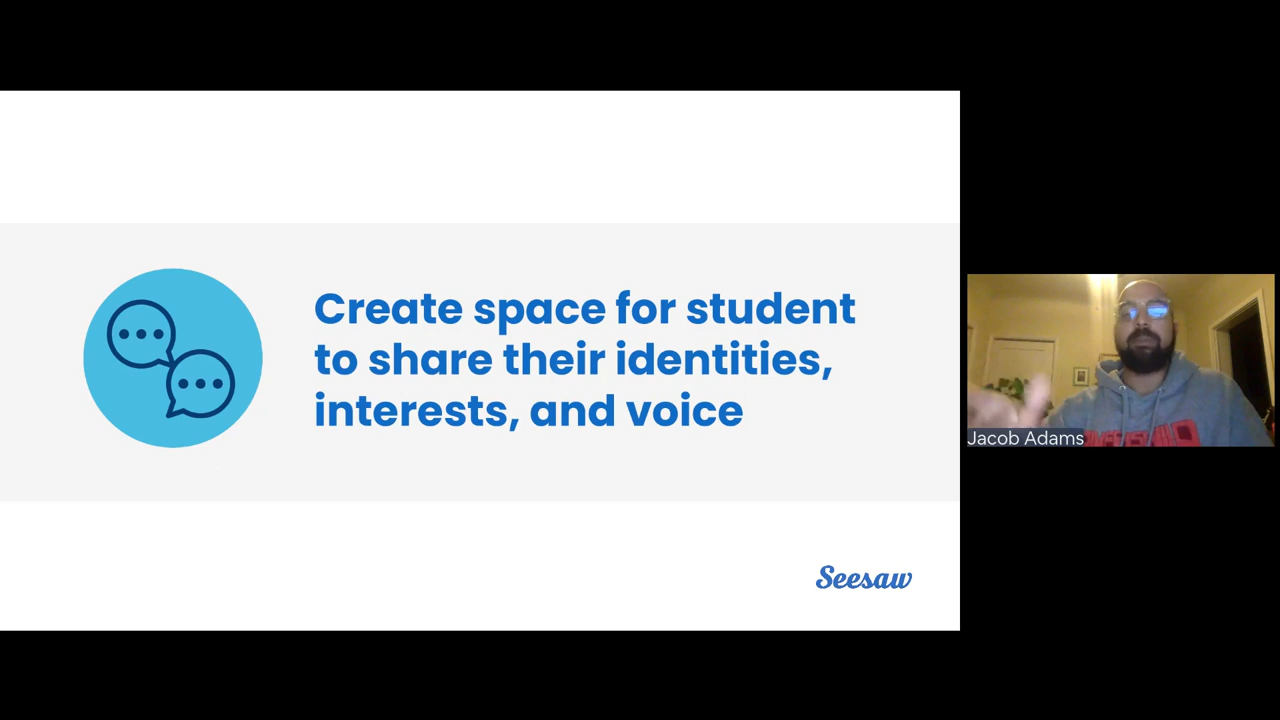 Create space for student
to share their identities,
interests, and voice
Seesaw
Jacob Adams